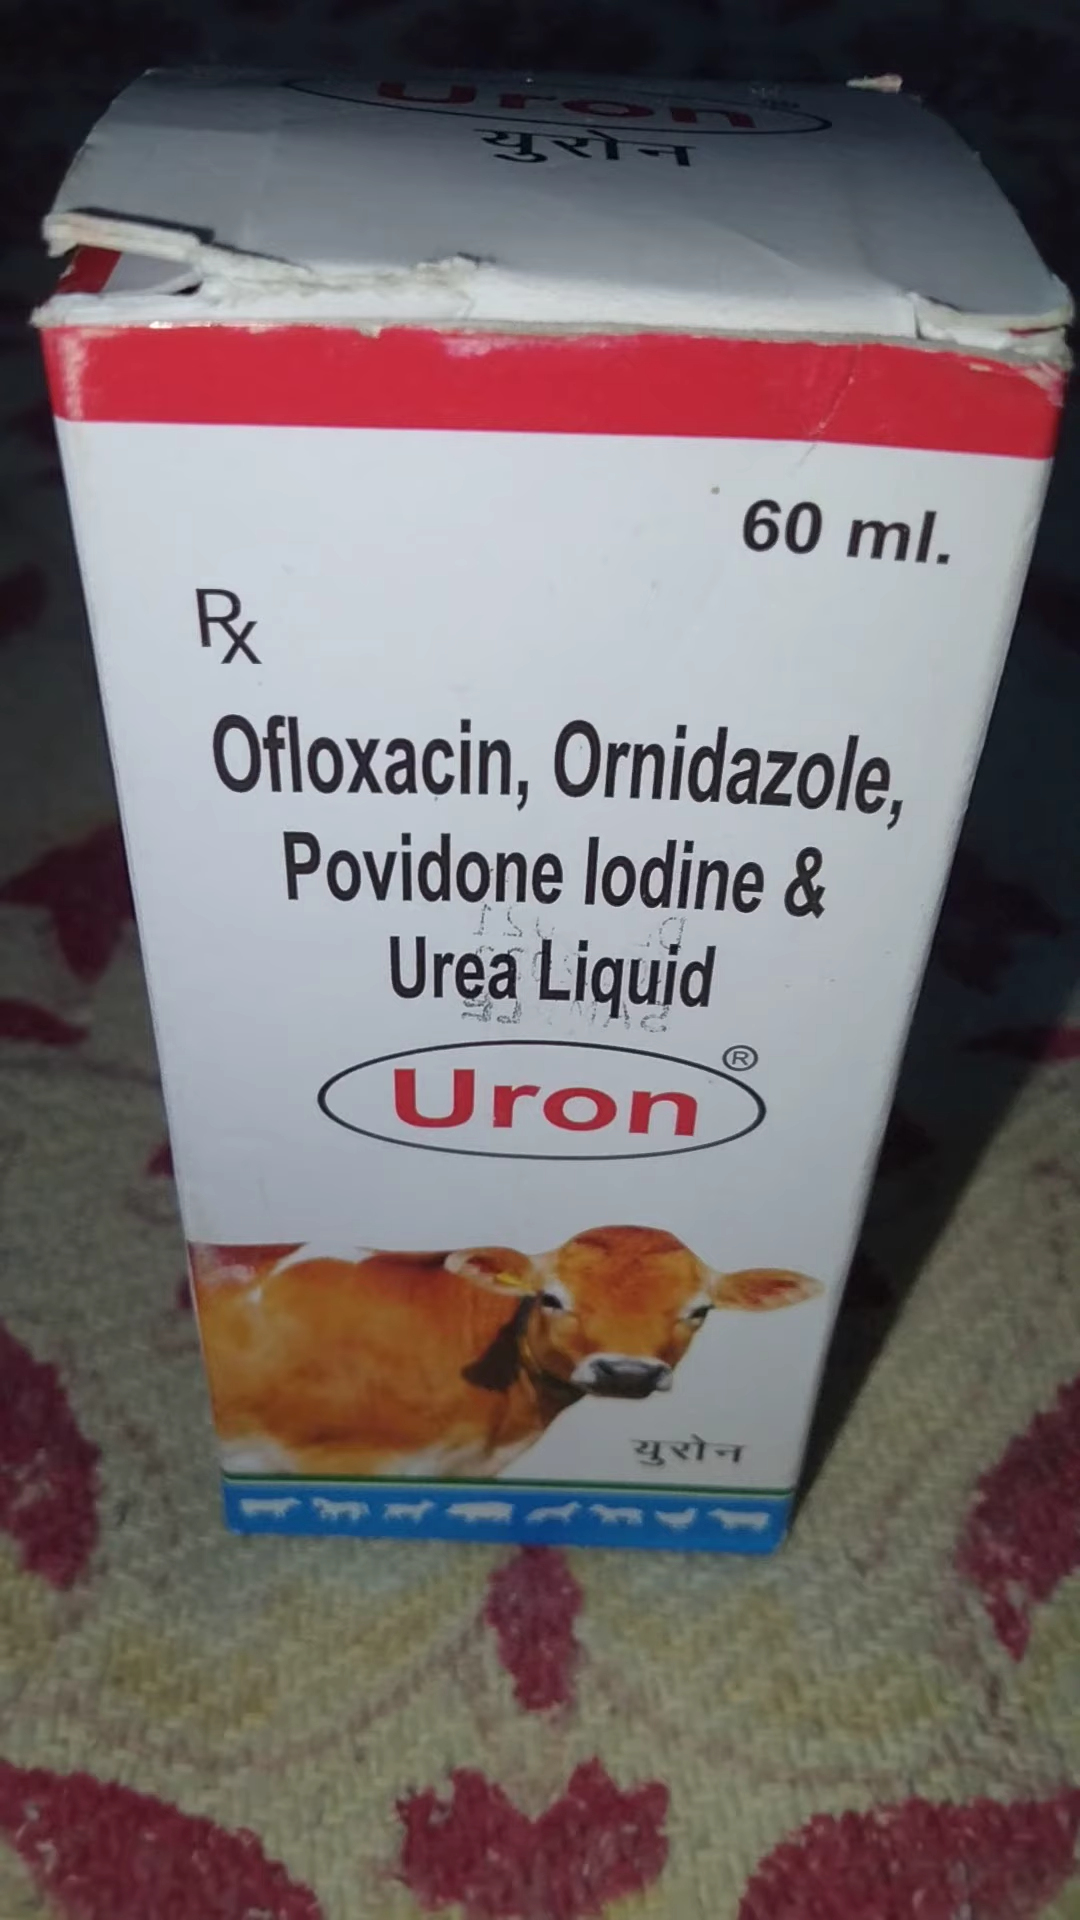 Uron
युरोन
60 ml.
Rx
Ofloxacin, Ornidazole,
Povidone Iodine &
Urea Liquid
Uron®
युरोन